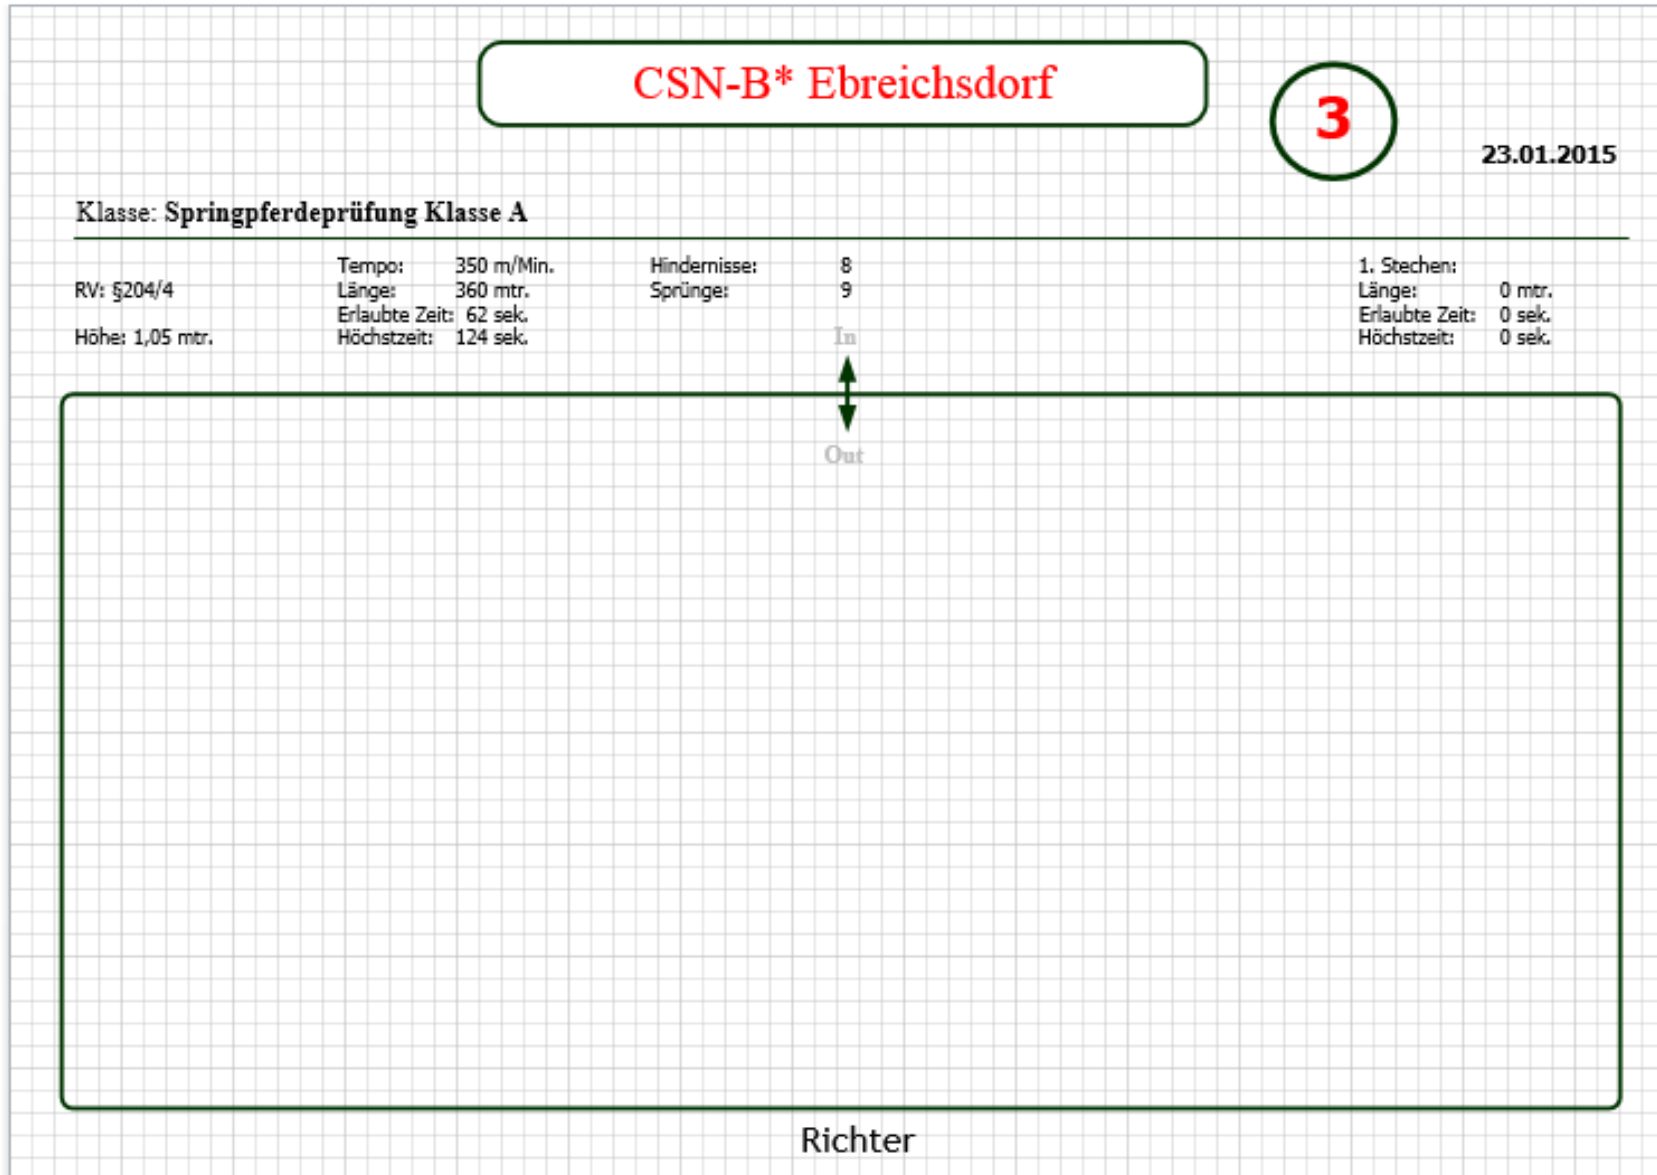 CSN-B* Ebreichsdorf
3
23.01.2015
Klasse: Springpferdeprüfung Klasse A
RV: §204/4
Höhe: 1,05 mtr.
Tempo: 350 m/Min.
Länge: 360 mtr.
Erlaubte Zeit: 62 sek.
Höchstzeit: 124 sek.
Hindernisse: 8
Sprünge: 9
1. Stechen:
Länge: 0 mtr.
Erlaubte Zeit: 0 sek.
Höchstzeit: 0 sek.
In
Out
Richter